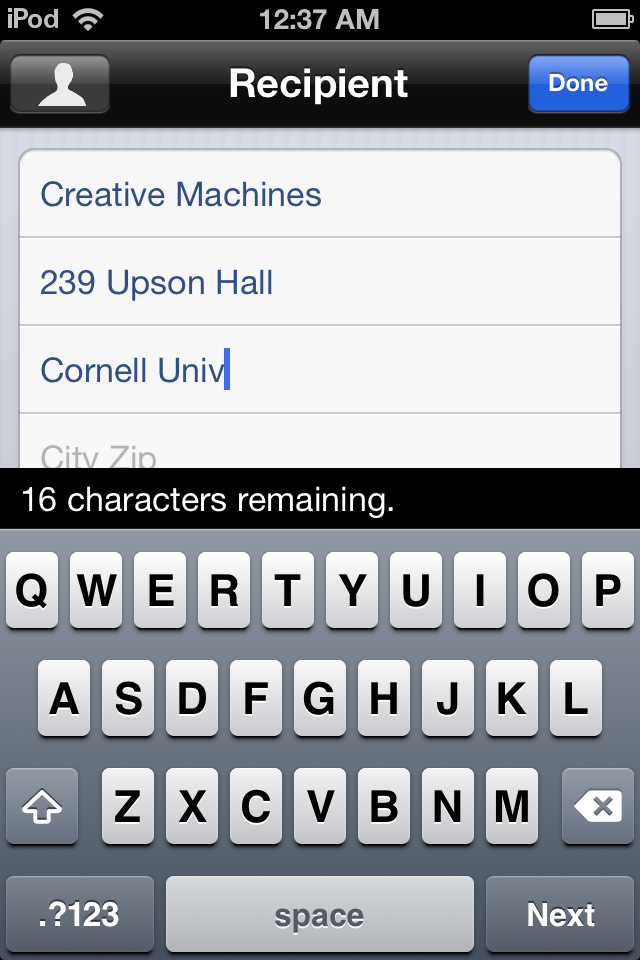 iPod 12:37 AM
Recipient Done
Creative Machines
239 Upson Hall
Cornell Univ
City Zip
16 characters remaining.
Q W E R T Y U I O P
A S D F G H J K L
Z X C V B N M
.?123 space Next